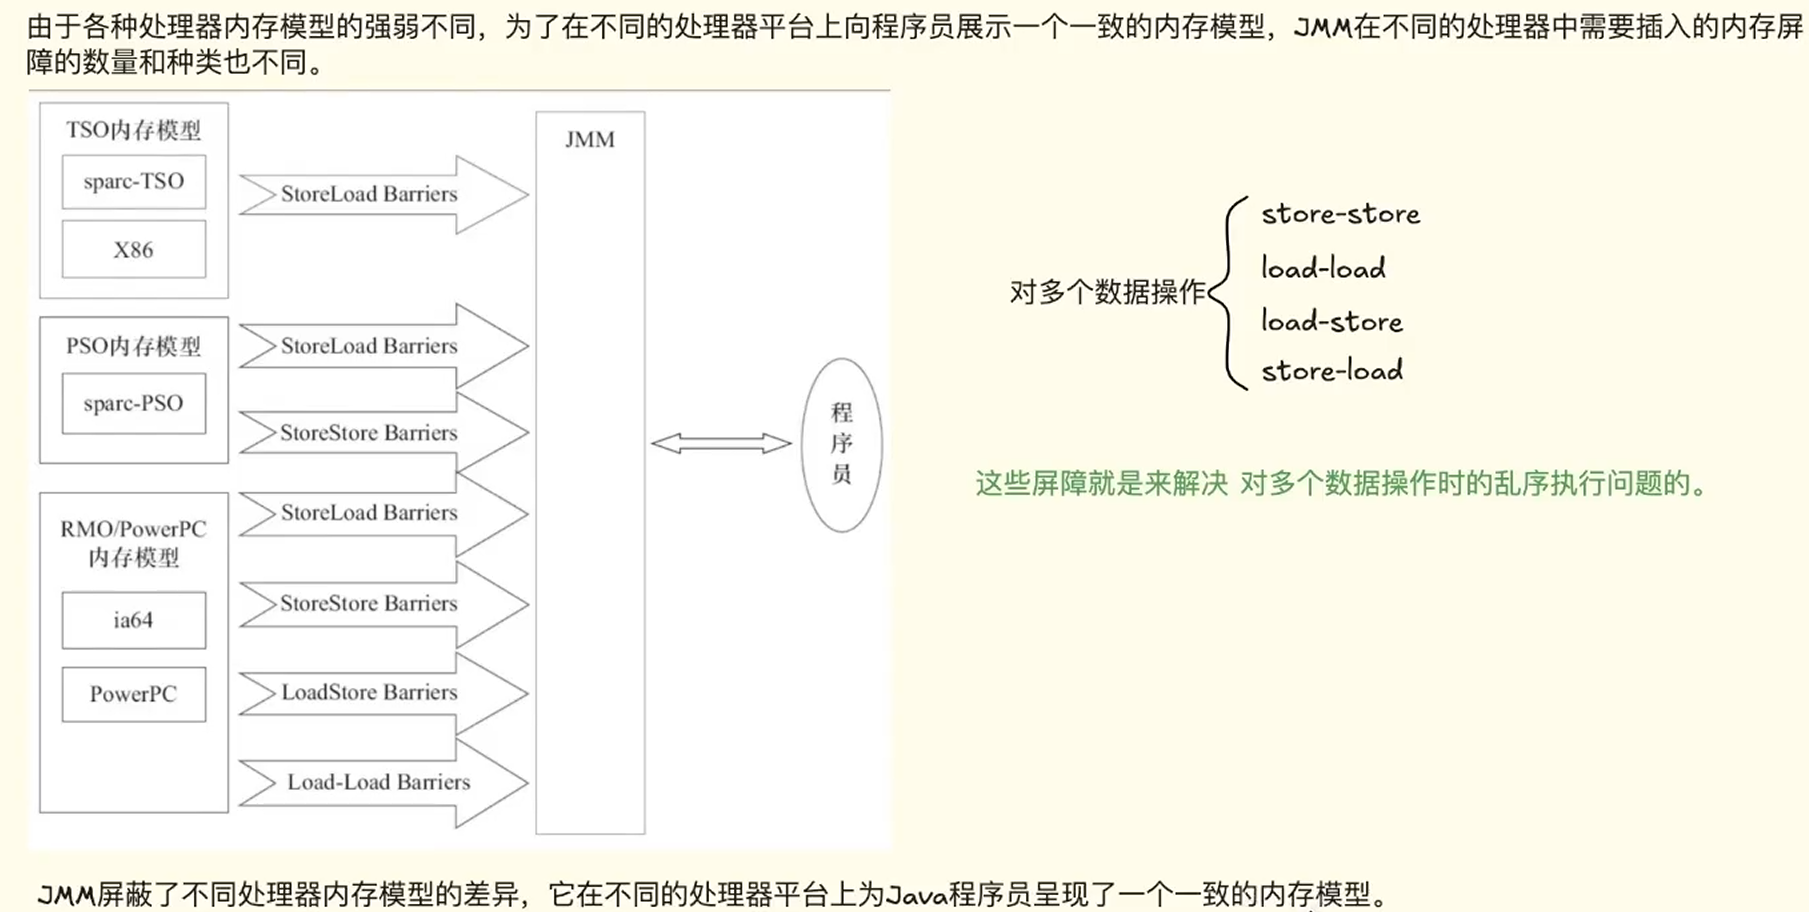 由于各种处理器内存模型的强弱不同，为了在不同的处理器平台上向程序员展示一个一致的内存模型，JMM在不同的处理器中需要插入的内存屏
障的数量和种类也不同。
TSO内存模型
sparc-TSO
X86
StoreLoad Barriers
PSO内存模型
sparc-PSO
StoreLoad Barriers
StoreStore Barriers
RMO/PowerPC
内存模型
ia64
PowerPC
StoreLoad Barriers
StoreStore Barriers
LoadStore Barriers
Load-Load Barriers
JMM
程
序
员
对多个数据操作
store-store
load-load
load-store
store-load
这些屏障就是来解决 对多个数据操作时的乱序执行问题的。
JMM屏蔽了不同处理器内存模型的差异，它在不同的处理器平台上为Java程序员呈现了一个一致的内存模型。